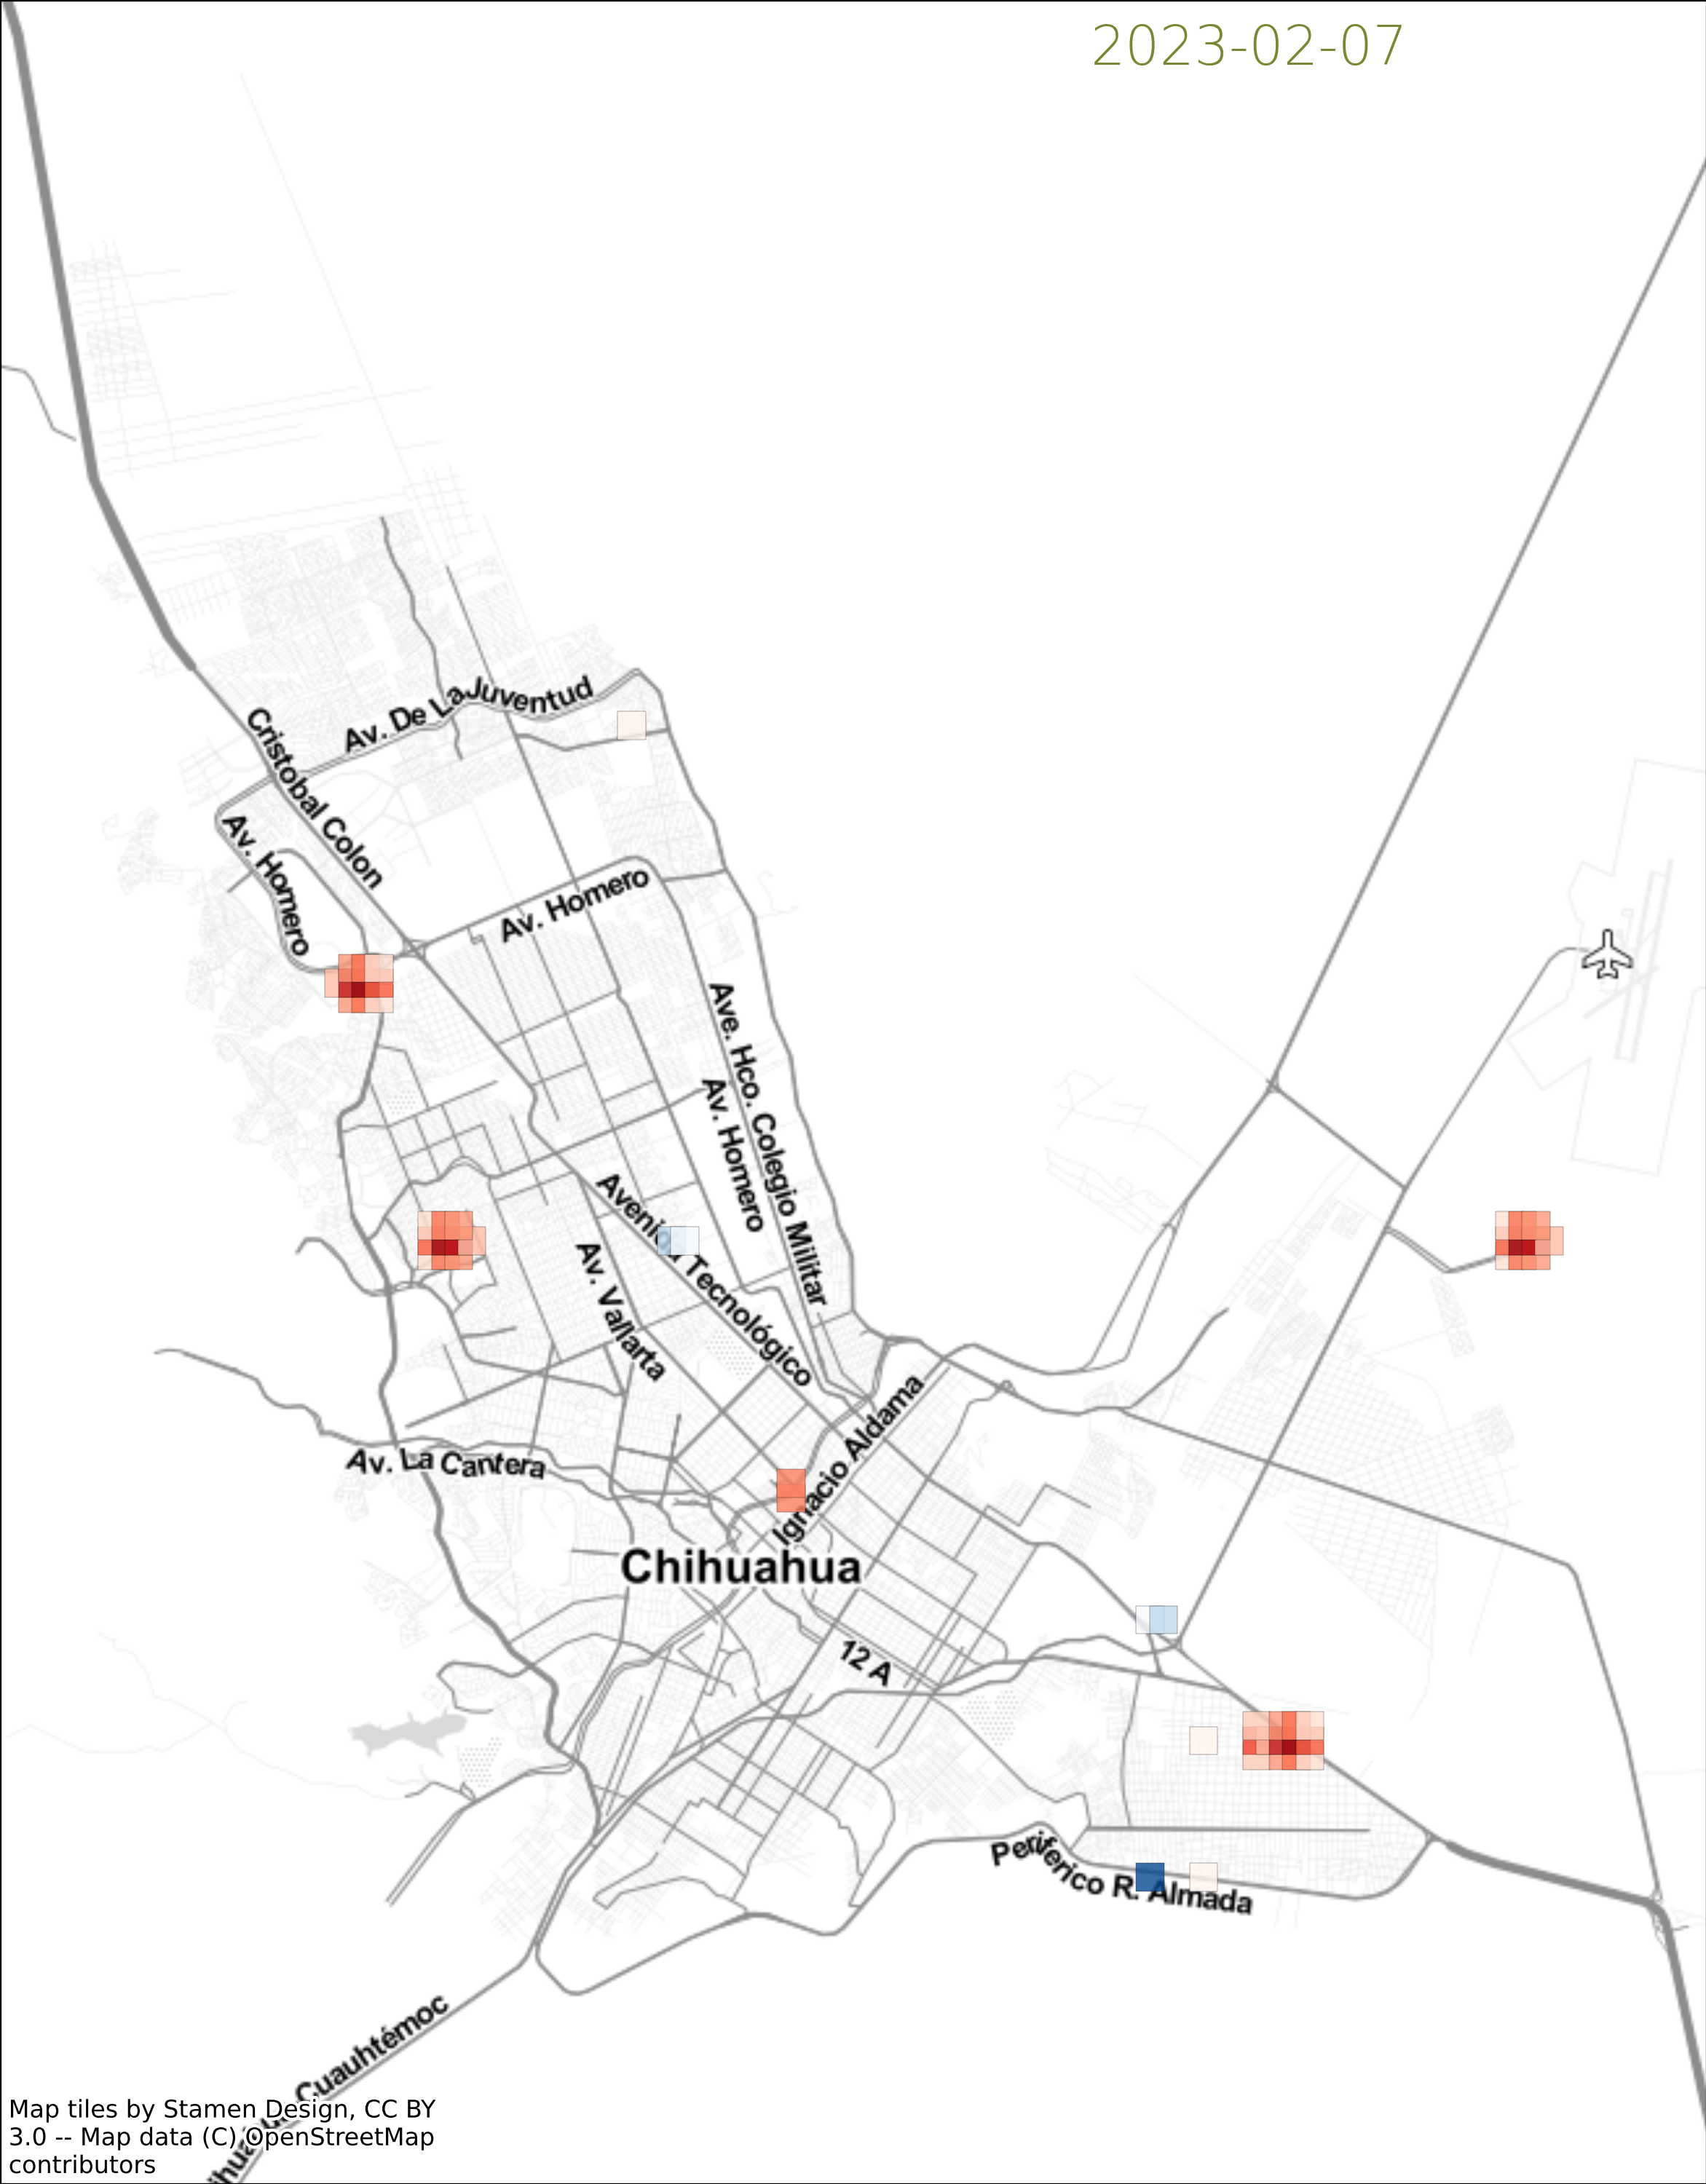 2023-02-07
Av. De La Juventud
Cristobal Colon
Av. Homero
Av. Homero
Ave. Hco. Colegio Militar
Av. Homero
Avenida Tecnológico
Av. Vallarta
Ignacio Aldama
Av. La Cantera
Chihuahua
12 A
Periferico R. Almada
Cuauhtémoc
Map tiles by Stamen Design, CC BY
3.0 -- Map data (C) OpenStreetMap
contributors